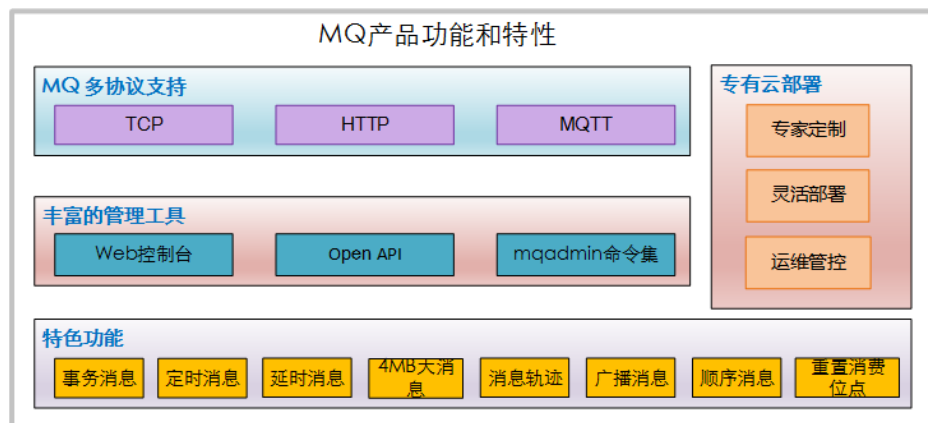 MQ产品功能和特性
MQ 多协议支持
TCP
HTTP
MQTT
专有云部署
专家定制
灵活部署
运维管控
丰富的管理工具
Web控制台
Open API
mqadmin命令集
特色功能
事务消息
定时消息
延时消息
4MB大消
息
消息轨迹
广播消息
顺序消息
重置消费
位点